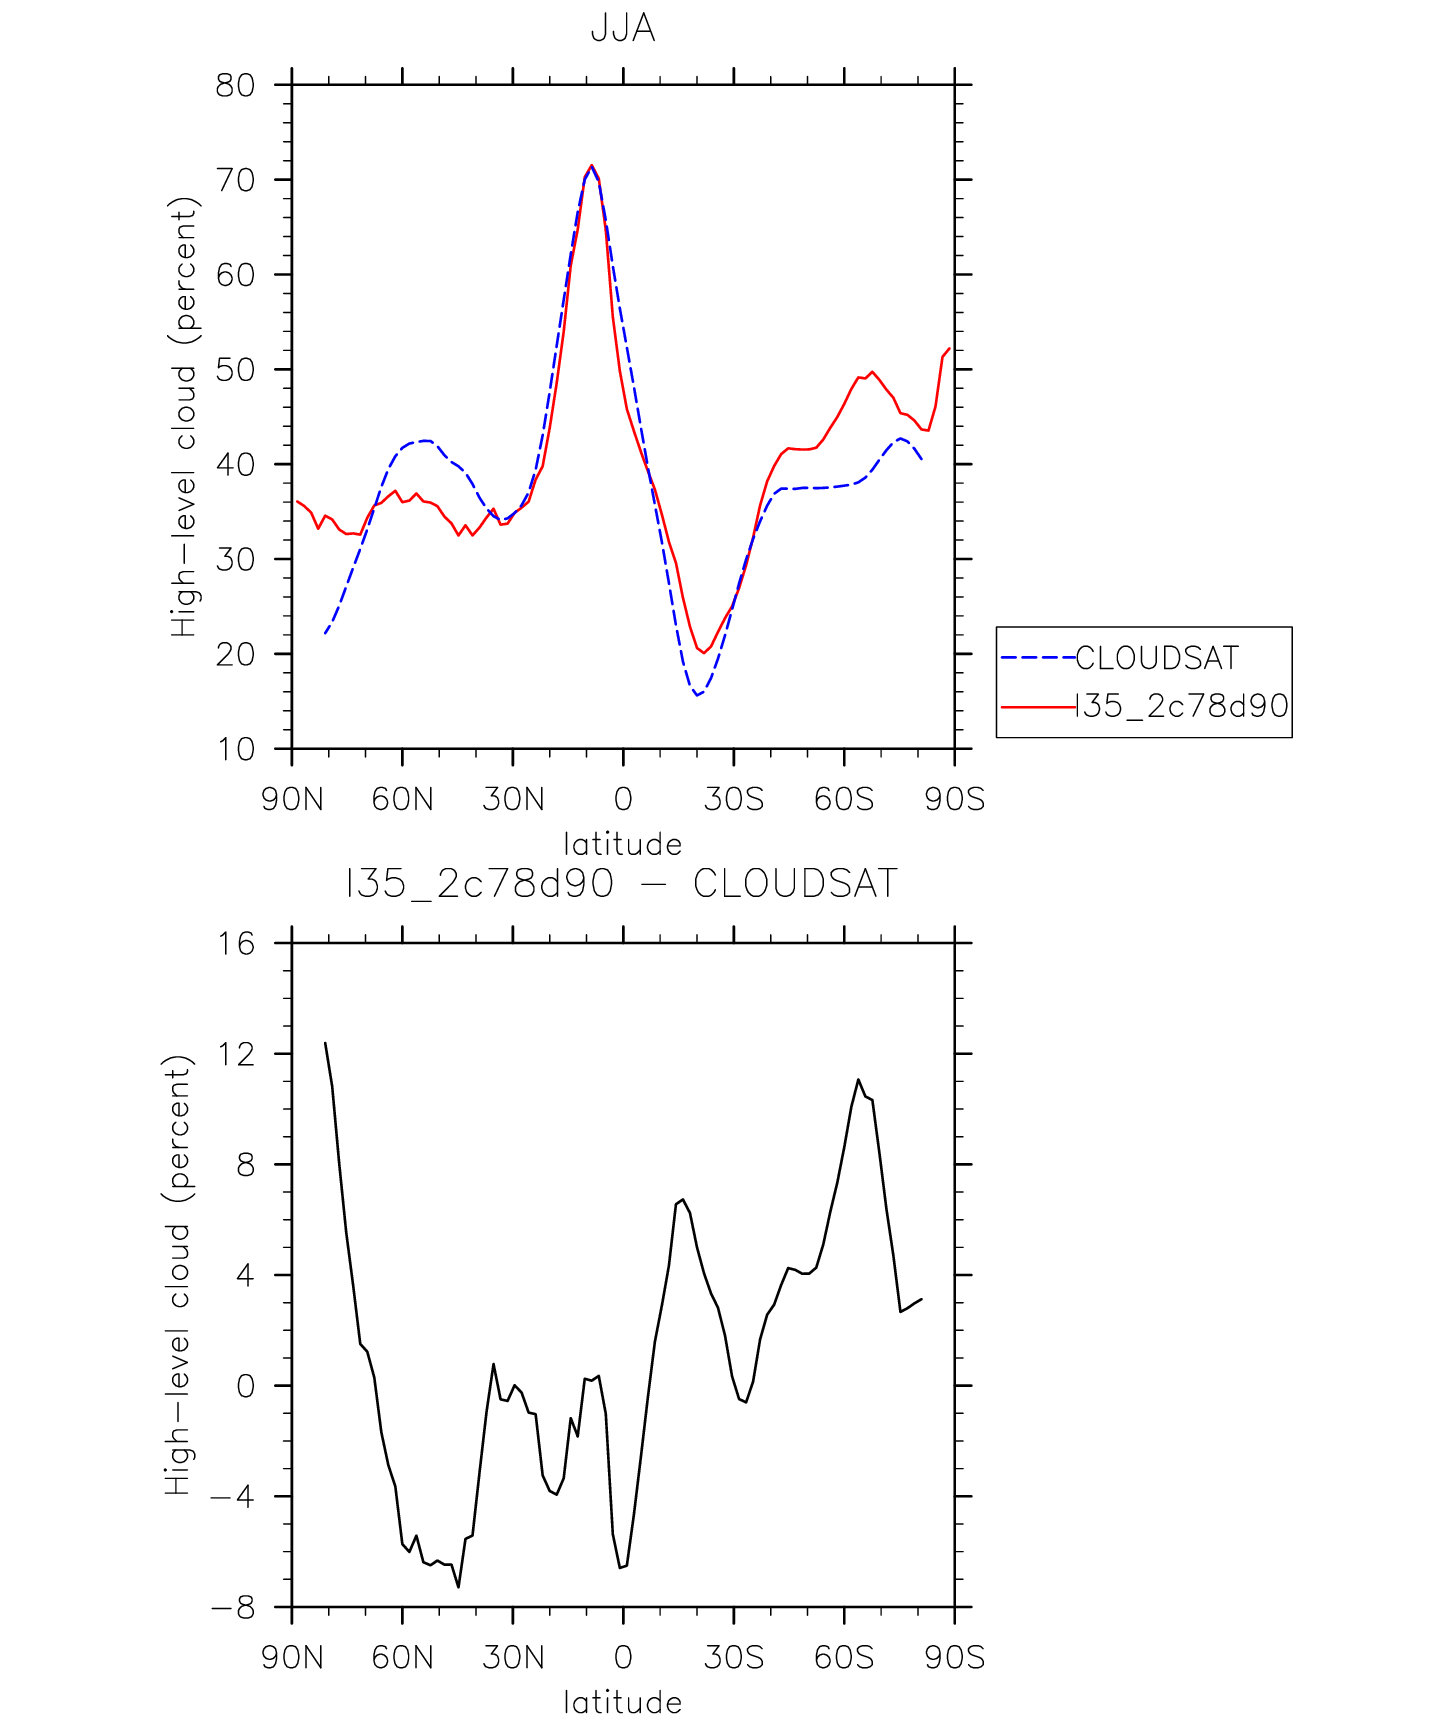 JJA
80
70
60
50
40
30
20
10
High-level cloud (percent)
90N 60N 30N 0 30S 60S 90S
latitude
CLOUDSAT
I35_2c78d90
I35_2c78d90 - CLOUDSAT
16
12
8
4
0
-4
-8
High-level cloud (percent)
90N 60N 30N 0 30S 60S 90S
latitude